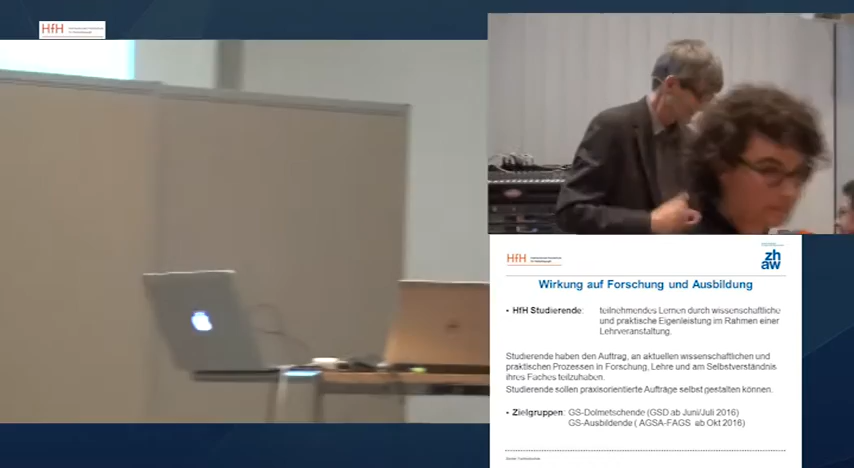 HfH
HfH
zh
aw
Wirkung auf Forschung und Ausbildung
• HfH Studierende: teilnehmendes Lernen durch wissenschaftliche
und praktische Eigenleistung im Rahmen einer
Lehrveranstaltung.
Studierende haben den Auftrag, an aktuellen wissenschaftlichen und
praktischen Prozessen in Forschung, Lehre und am Selbstverständnis
ihres Faches teilzuhaben.
Studierende sollen praxisorientierte Aufträge selbst gestalten können.
• Zielgruppen: GS-Dolmetschende (GSD ab Juni/Juli 2016)
GS-Ausbildende ( AGSA-FAGS ab Okt 2016)